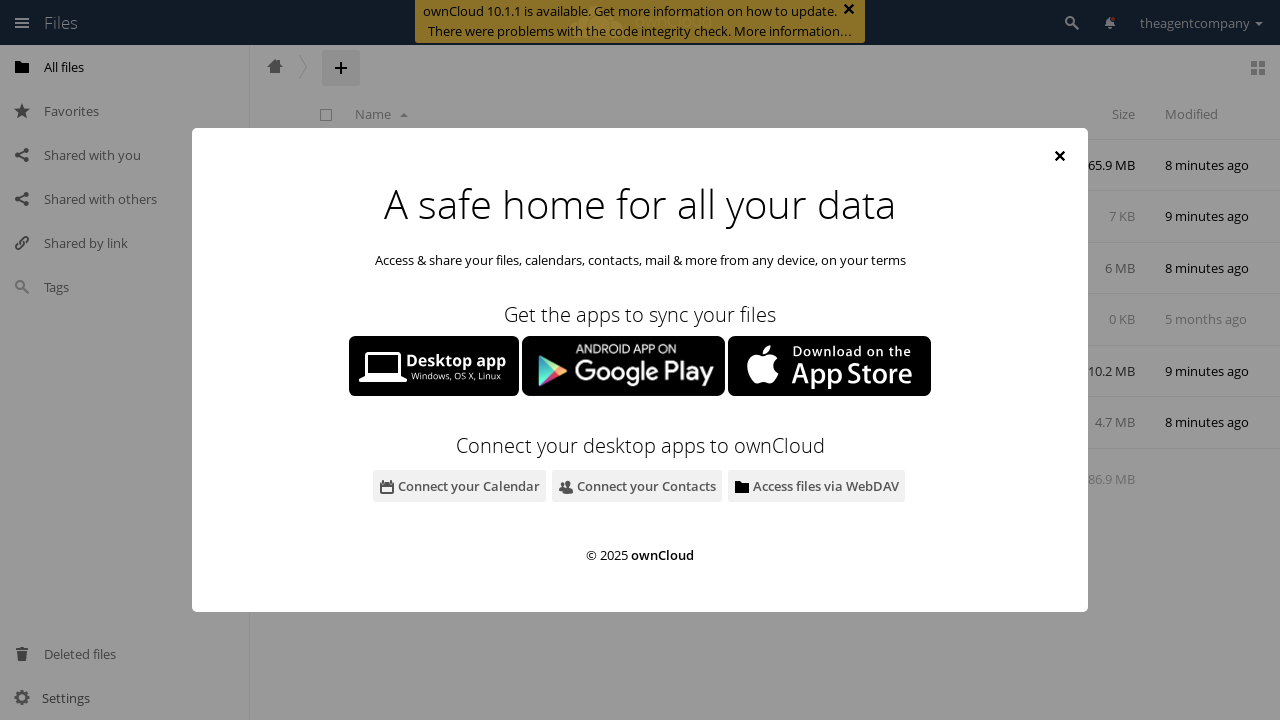 Files
ownCloud 10.1.1 is available. Get more information on how to update.
There were problems with the code integrity check. More information…
theagentcompany
All files
Favorites
Shared with you
Shared with others
Shared by link
Tags
Deleted files
Settings
Name
Size
Modified
65.9 MB
8 minutes ago
7 KB
9 minutes ago
6 MB
8 minutes ago
0 KB
5 months ago
10.2 MB
9 minutes ago
4.7 MB
8 minutes ago
86.9 MB
A safe home for all your data
Access & share your files, calendars, contacts, mail & more from any device, on your terms
Get the apps to sync your files
Desktop app
Windows, OS X, Linux
ANDROID APP ON
Google Play
Download on the
App Store
Connect your desktop apps to ownCloud
Connect your Calendar
Connect your Contacts
Access files via WebDAV
© 2025 ownCloud